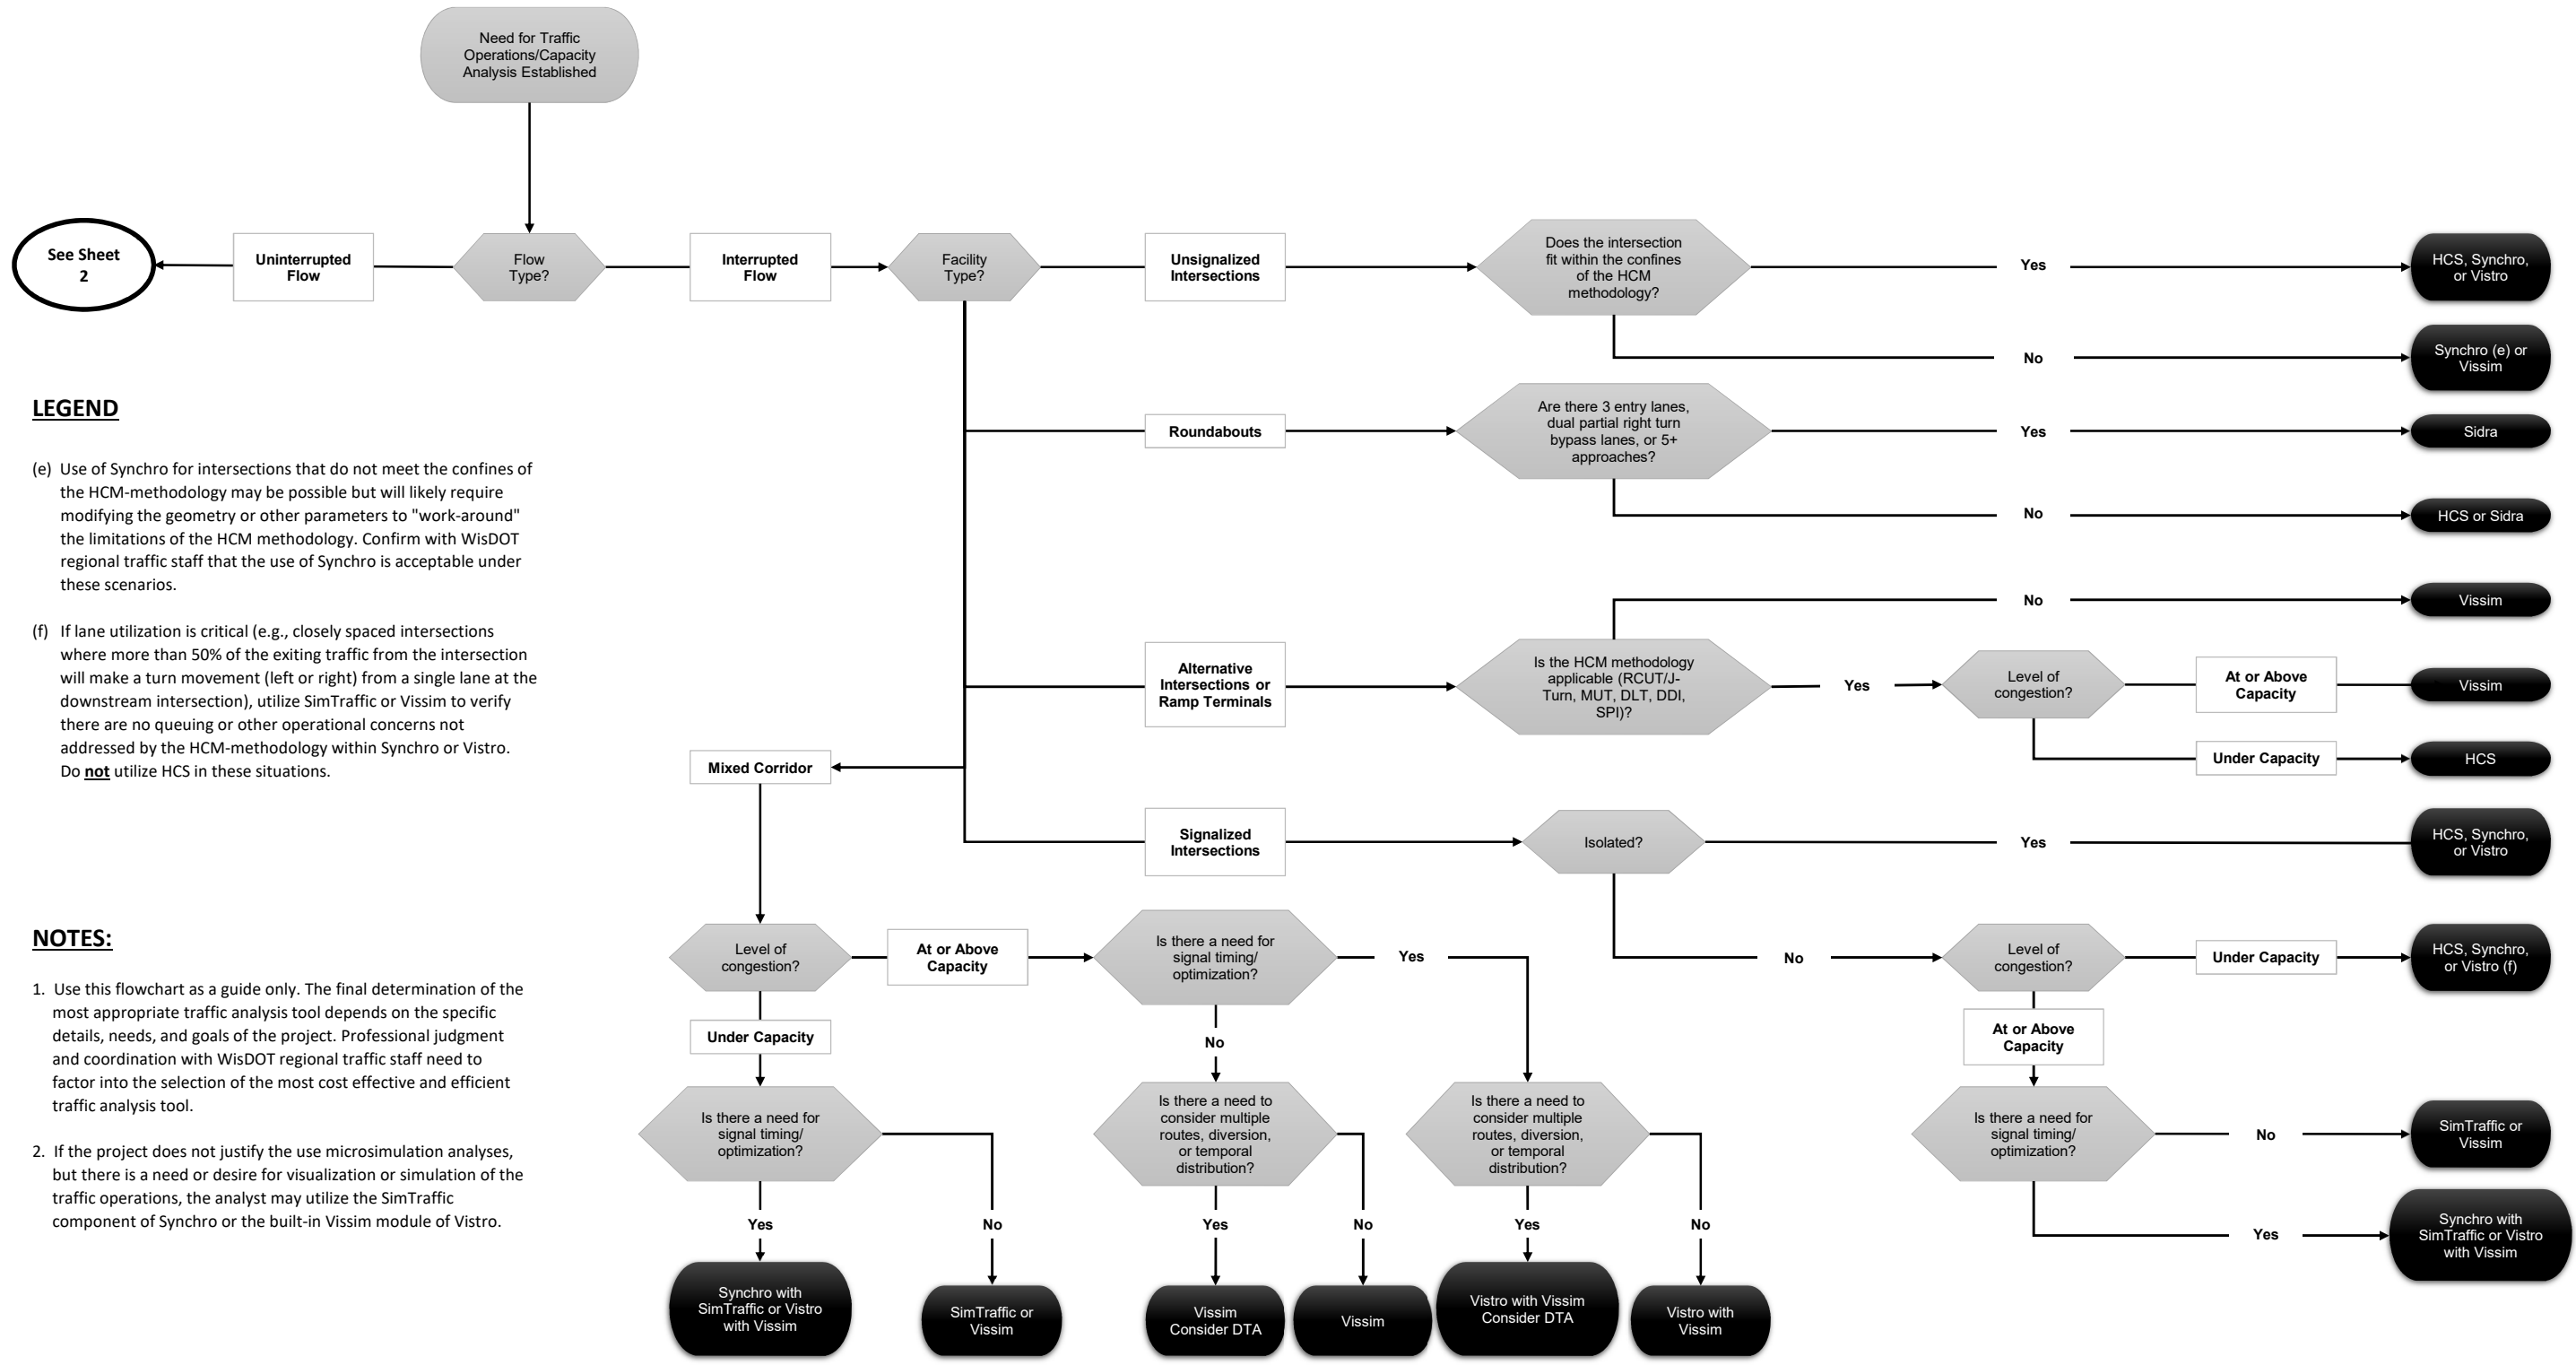 Need for Traffic
Operations/Capacity
Analysis Established
See Sheet
2
Uninterrupted
Flow
Flow
Type?
Interrupted
Flow
Facility
Type?
Unsignalized
Intersections
Does the intersection
fit within the confines
of the HCM
methodology?
Yes
HCS, Synchro,
or Vistro
No
Synchro (e) or
Vissim
Roundabouts
Are there 3 entry lanes,
dual partial right turn
bypass lanes, or 5+
approaches?
Yes
Sidra
No
HCS or Sidra
No
Vissim
Alternative
Intersections or
Ramp Terminals
Is the HCM methodology
applicable (RCUT/J-
Turn, MUT, DLT, DDI,
SPI)?
Yes
Level of
congestion?
At or Above
Capacity
Vissim
Under Capacity
HCS
Mixed Corridor
Signalized
Intersections
Isolated?
Yes
HCS, Synchro,
or Vistro
No
Level of
congestion?
Under Capacity
HCS, Synchro,
or Vistro (f)
At or Above
Capacity
Is there a need for
signal timing/
optimization?
No
SimTraffic or
Vissim
Yes
Synchro with
SimTraffic or Vistro
with Vissim
Level of
congestion?
At or Above
Capacity
Is there a need for
signal timing/
optimization?
Yes
No
Under Capacity
Is there a need for
signal timing/
optimization?
Is there a need to
consider multiple
routes, diversion,
or temporal
distribution?
Is there a need to
consider multiple
routes, diversion,
or temporal
distribution?
Yes
No
Yes
No
Yes
No
Synchro with
SimTraffic or Vistro
with Vissim
SimTraffic or
Vissim
Vissim
Consider DTA
Vissim
Vistro with Vissim
Consider DTA
Vistro with
Vissim
LEGEND
(e) Use of Synchro for intersections that do not meet the confines of
the HCM-methodology may be possible but will likely require
modifying the geometry or other parameters to "work-around"
the limitations of the HCM methodology. Confirm with WisDOT
regional traffic staff that the use of Synchro is acceptable under
these scenarios.
(f) If lane utilization is critical (e.g., closely spaced intersections
where more than 50% of the exiting traffic from the intersection
will make a turn movement (left or right) from a single lane at the
downstream intersection), utilize SimTraffic or Vissim to verify
there are no queuing or other operational concerns not
addressed by the HCM-methodology within Synchro or Vistro.
Do not utilize HCS in these situations.
NOTES:
1. Use this flowchart as a guide only. The final determination of the
most appropriate traffic analysis tool depends on the specific
details, needs, and goals of the project. Professional judgment
and coordination with WisDOT regional traffic staff need to
factor into the selection of the most cost effective and efficient
traffic analysis tool.
2. If the project does not justify the use microsimulation analyses,
but there is a need or desire for visualization or simulation of the
traffic operations, the analyst may utilize the SimTraffic
component of Synchro or the built-in Vissim module of Vistro.